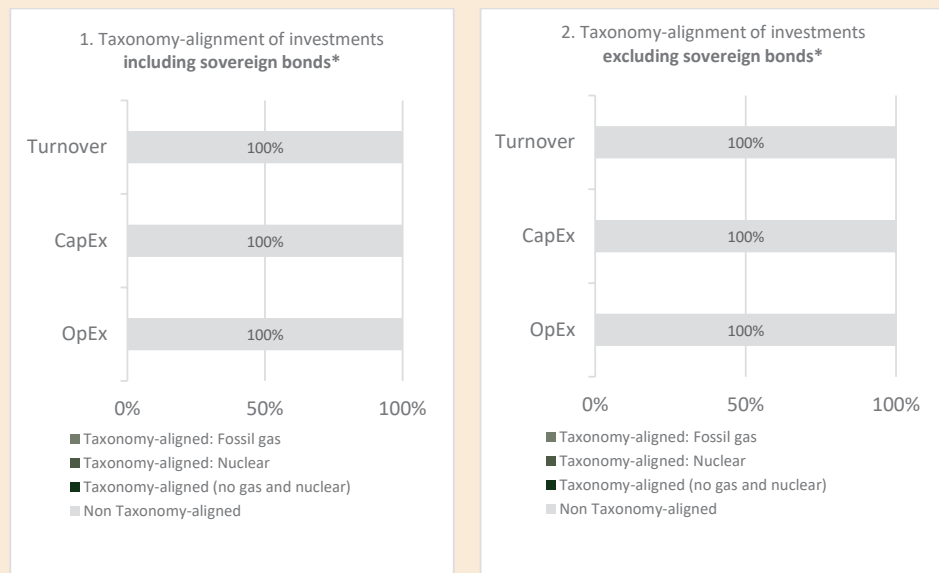 1. Taxonomy-alignment of investments
including sovereign bonds*
Turnover
100%
CapEx
100%
OpEx
100%
0%
50%
100%
Taxonomy-aligned: Fossil gas
Taxonomy-aligned: Nuclear
Taxonomy-aligned (no gas and nuclear)
Non Taxonomy-aligned
2. Taxonomy-alignment of investments
excluding sovereign bonds*
Turnover
100%
CapEx
100%
OpEx
100%
0%
50%
100%
Taxonomy-aligned: Fossil gas
Taxonomy-aligned: Nuclear
Taxonomy-aligned (no gas and nuclear)
Non Taxonomy-aligned